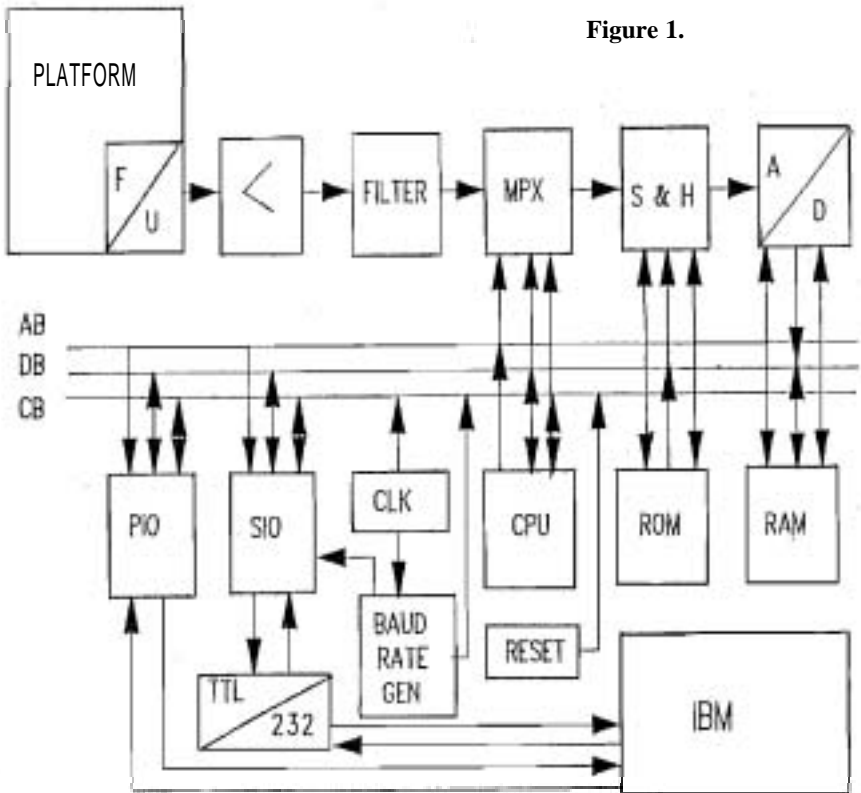 Figure 1.
PLATFORM
F
U
FILTER
MPX
S & H
A
D
AB
DB
CB
PIO
SIO
CLK
CPU
ROM
RAM
BAUD
RATE
GEN
RESET
TTL
232
IBM